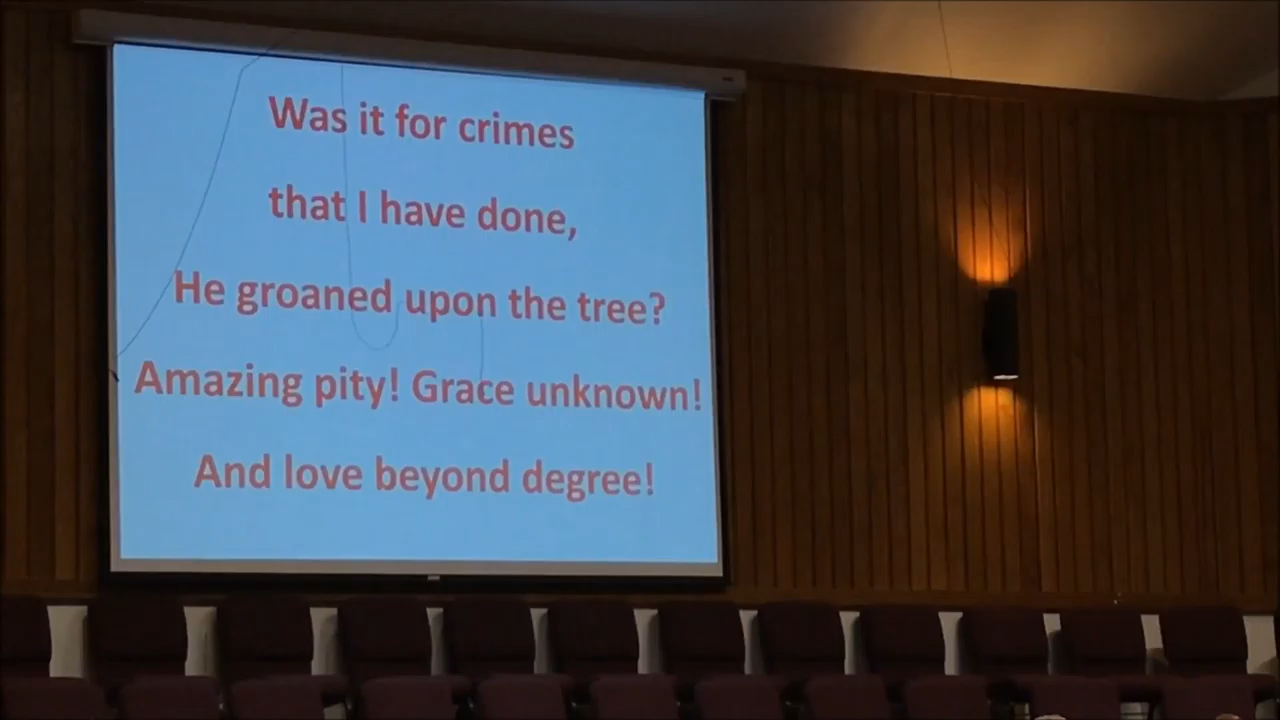 Was it for crimes
that I have done,
He groaned upon the tree?
Amazing pity! Grace unknown!
And love beyond degree!